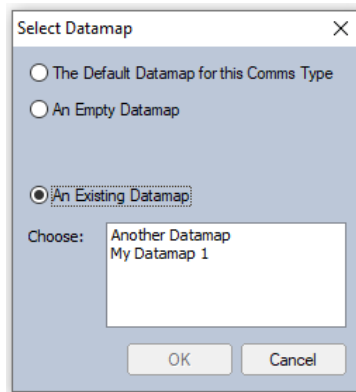 Select Datamap
The Default Datamap for this Comms Type
An Empty Datamap
An Existing Datamap
Choose:
Another Datamap
My Datamap 1
OK
Cancel